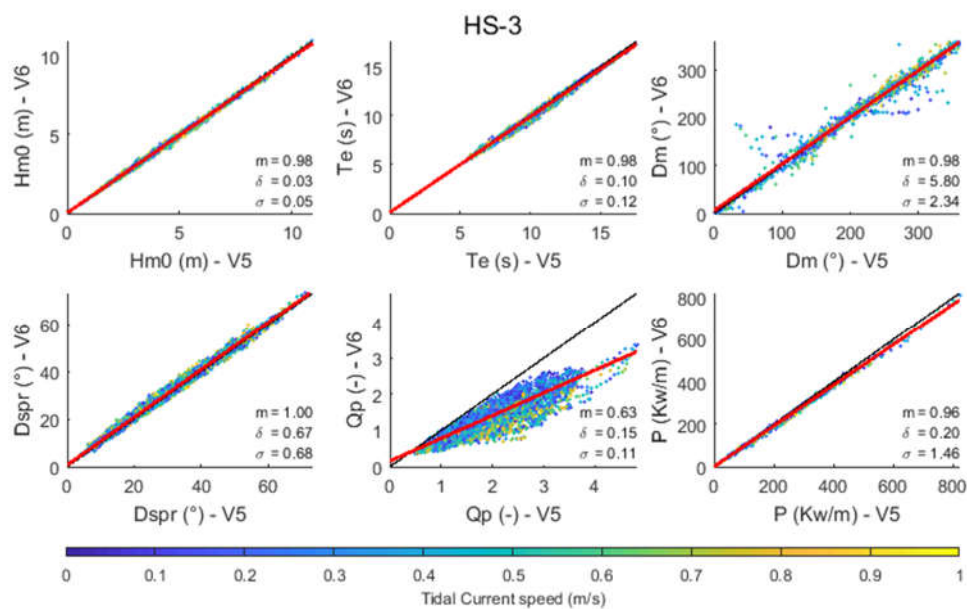 HS-3
Hm0 (m) - V6
10
5
0
m = 0.98
δ = 0.03
σ = 0.05
0 5 10
Hm0 (m) - V5
Te (s) - V6
15
10
5
0
m = 0.98
δ = 0.10
σ = 0.12
0 5 10 15
Te (s) - V5
Dm (°) - V6
300
200
100
0
m = 0.98
δ = 5.80
σ = 2.34
0 100 200 300
Dm (°) - V5
Dspr (°) - V6
60
40
20
0
m = 1.00
δ = 0.67
σ = 0.68
0 20 40 60
Dspr (°) - V5
Qp (-) - V6
4
3
2
1
0
m = 0.63
δ = 0.15
σ = 0.11
0 1 2 3 4
Qp (-) - V5
P (Kw/m) - V6
800
600
400
200
0
m = 0.96
δ = 0.20
σ = 1.46
0 200 400 600 800
P (Kw/m) - V5
0 0.1 0.2 0.3 0.4 0.5 0.6 0.7 0.8 0.9 1
Tidal Current speed (m/s)